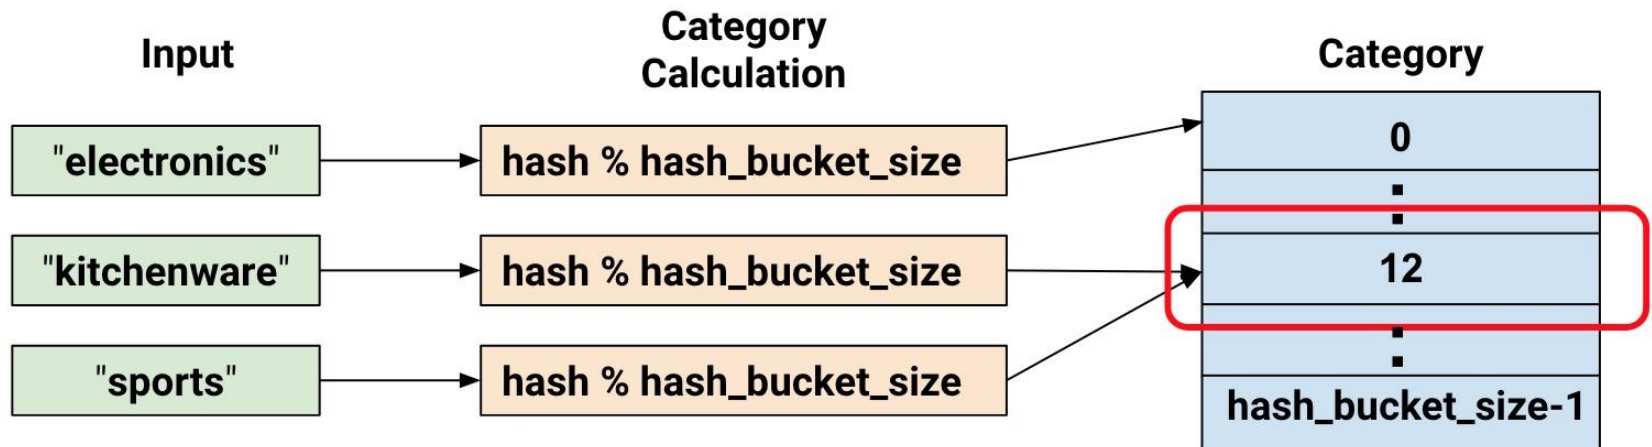 Input
Category
Calculation
Category
"electronics"
hash % hash_bucket_size
0
"kitchenware"
hash % hash_bucket_size
12
"sports"
hash % hash_bucket_size
hash_bucket_size-1